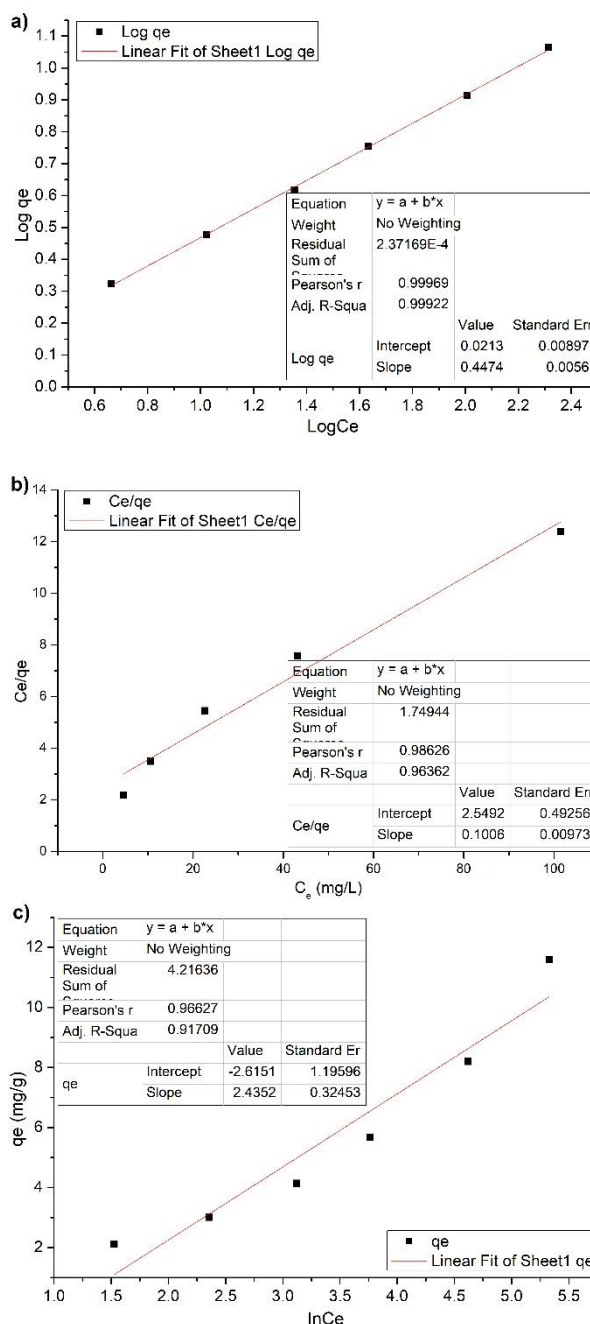 a)
Log qe
Linear Fit of Sheet1 Log qe
1.1
1.0
0.9
0.8
0.7
0.6
0.5
0.4
0.3
0.2
0.1
0.0
Log qe
Equation y = a + b*x
Weight No Weighting
Residual 2.37169E-4
Sum of
Pearson's r 0.99969
Adj. R-Squa 0.99922
Value Standard Err
Log qe Intercept 0.0213 0.00897
Slope 0.4474 0.0056
0.6 0.8 1.0 1.2 1.4 1.6 1.8 2.0 2.2 2.4
LogCe
b)
Ce/qe
Linear Fit of Sheet1 Ce/qe
14
12
10
8
6
4
2
0
Ce/qe
Equation y = a + b*x
Weight No Weighting
Residual 1.74944
Sum of
Pearson's r 0.98626
Adj. R-Squa 0.96362
Value Standard Err
Ce/qe Intercept 2.5492 0.49256
Slope 0.1006 0.00973
0 20 40 60 80 100
Ce (mg/L)
c)
Equation y = a + b*x
Weight No Weighting
Residual 4.21636
Sum of
Pearson's r 0.96627
Adj. R-Squa 0.91709
Value Standard Er
qe Intercept -2.6151 1.19596
Slope 2.4352 0.32453
12
10
8
6
4
2
qe (mg/g)
qe
Linear Fit of Sheet1 qe
1.0 1.5 2.0 2.5 3.0 3.5 4.0 4.5 5.0 5.5
lnCe